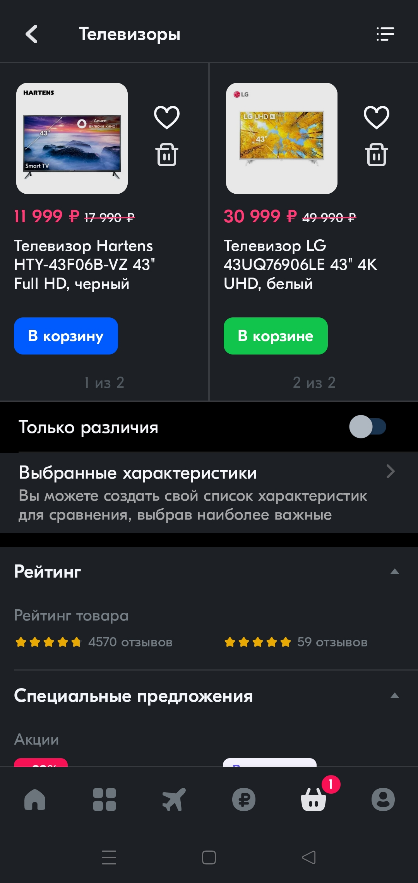 Телевизоры
HARTENS
43"
Smart TV
11 999 ₽ 17 990 ₽
Телевизор Hartens
HTY-43F06B-VZ 43"
Full HD, черный
В корзину
1 из 2
LG
LG UHD AI
43"
30 999 ₽ 49 990 ₽
Телевизор LG
43UQ76906LE 43" 4K
UHD, белый
В корзине
2 из 2
Только различия
Выбранные характеристики
Вы можете создать свой список характеристик
для сравнения, выбрав наиболее важные
Рейтинг
Рейтинг товара
4570 отзывов
59 отзывов
Специальные предложения
Акции
1